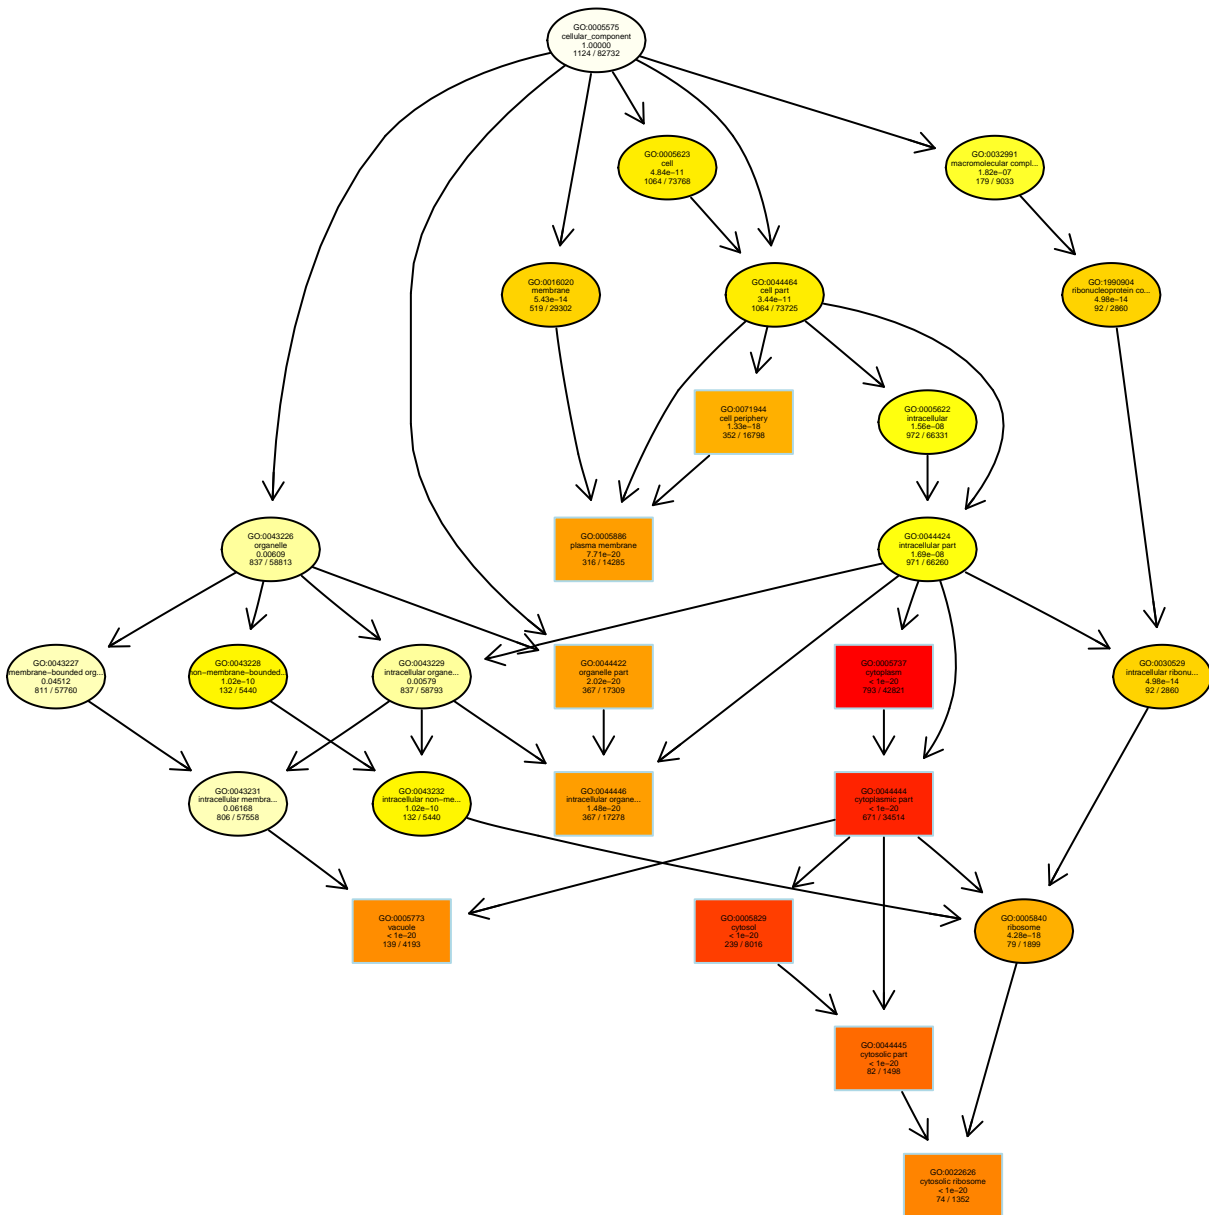 GO:0005575
cellular_component
1.00000
1124 / 82732
GO:0005623
cell
4.84e−11
1064 / 73768
GO:0032991
macromolecular compl...
1.82e−07
179 / 9033
GO:0016020
membrane
5.43e−14
519 / 29302
GO:0044464
cell part
3.44e−11
1064 / 73725
GO:1990904
ribonucleoprotein co...
4.98e−14
92 / 2860
GO:0071944
cell periphery
1.33e−18
352 / 16798
GO:0005622
intracellular
1.56e−08
972 / 66331
GO:0043226
organelle
0.00609
837 / 58813
GO:0005886
plasma membrane
7.71e−20
316 / 14285
GO:0044424
intracellular part
1.69e−08
971 / 66260
GO:0043227
membrane−bounded org...
0.04512
811 / 57760
GO:0043228
non−membrane−bounded...
1.02e−10
132 / 5440
GO:0043229
intracellular organe...
0.00579
837 / 58793
GO:0044422
organelle part
2.02e−20
367 / 17309
GO:0005737
cytoplasm
< 1e−20
793 / 42821
GO:0030529
intracellular ribonu...
4.98e−14
92 / 2860
GO:0043231
intracellular membra...
0.06168
806 / 57558
GO:0043232
intracellular non−me...
1.02e−10
132 / 5440
GO:0044446
intracellular organe...
1.48e−20
367 / 17278
GO:0044444
cytoplasmic part
< 1e−20
671 / 34514
GO:0005773
vacuole
< 1e−20
139 / 4193
GO:0005829
cytosol
< 1e−20
239 / 8016
GO:0005840
ribosome
4.28e−18
79 / 1899
GO:0044445
cytosolic part
< 1e−20
82 / 1498
GO:0022626
cytosolic ribosome
< 1e−20
74 / 1352